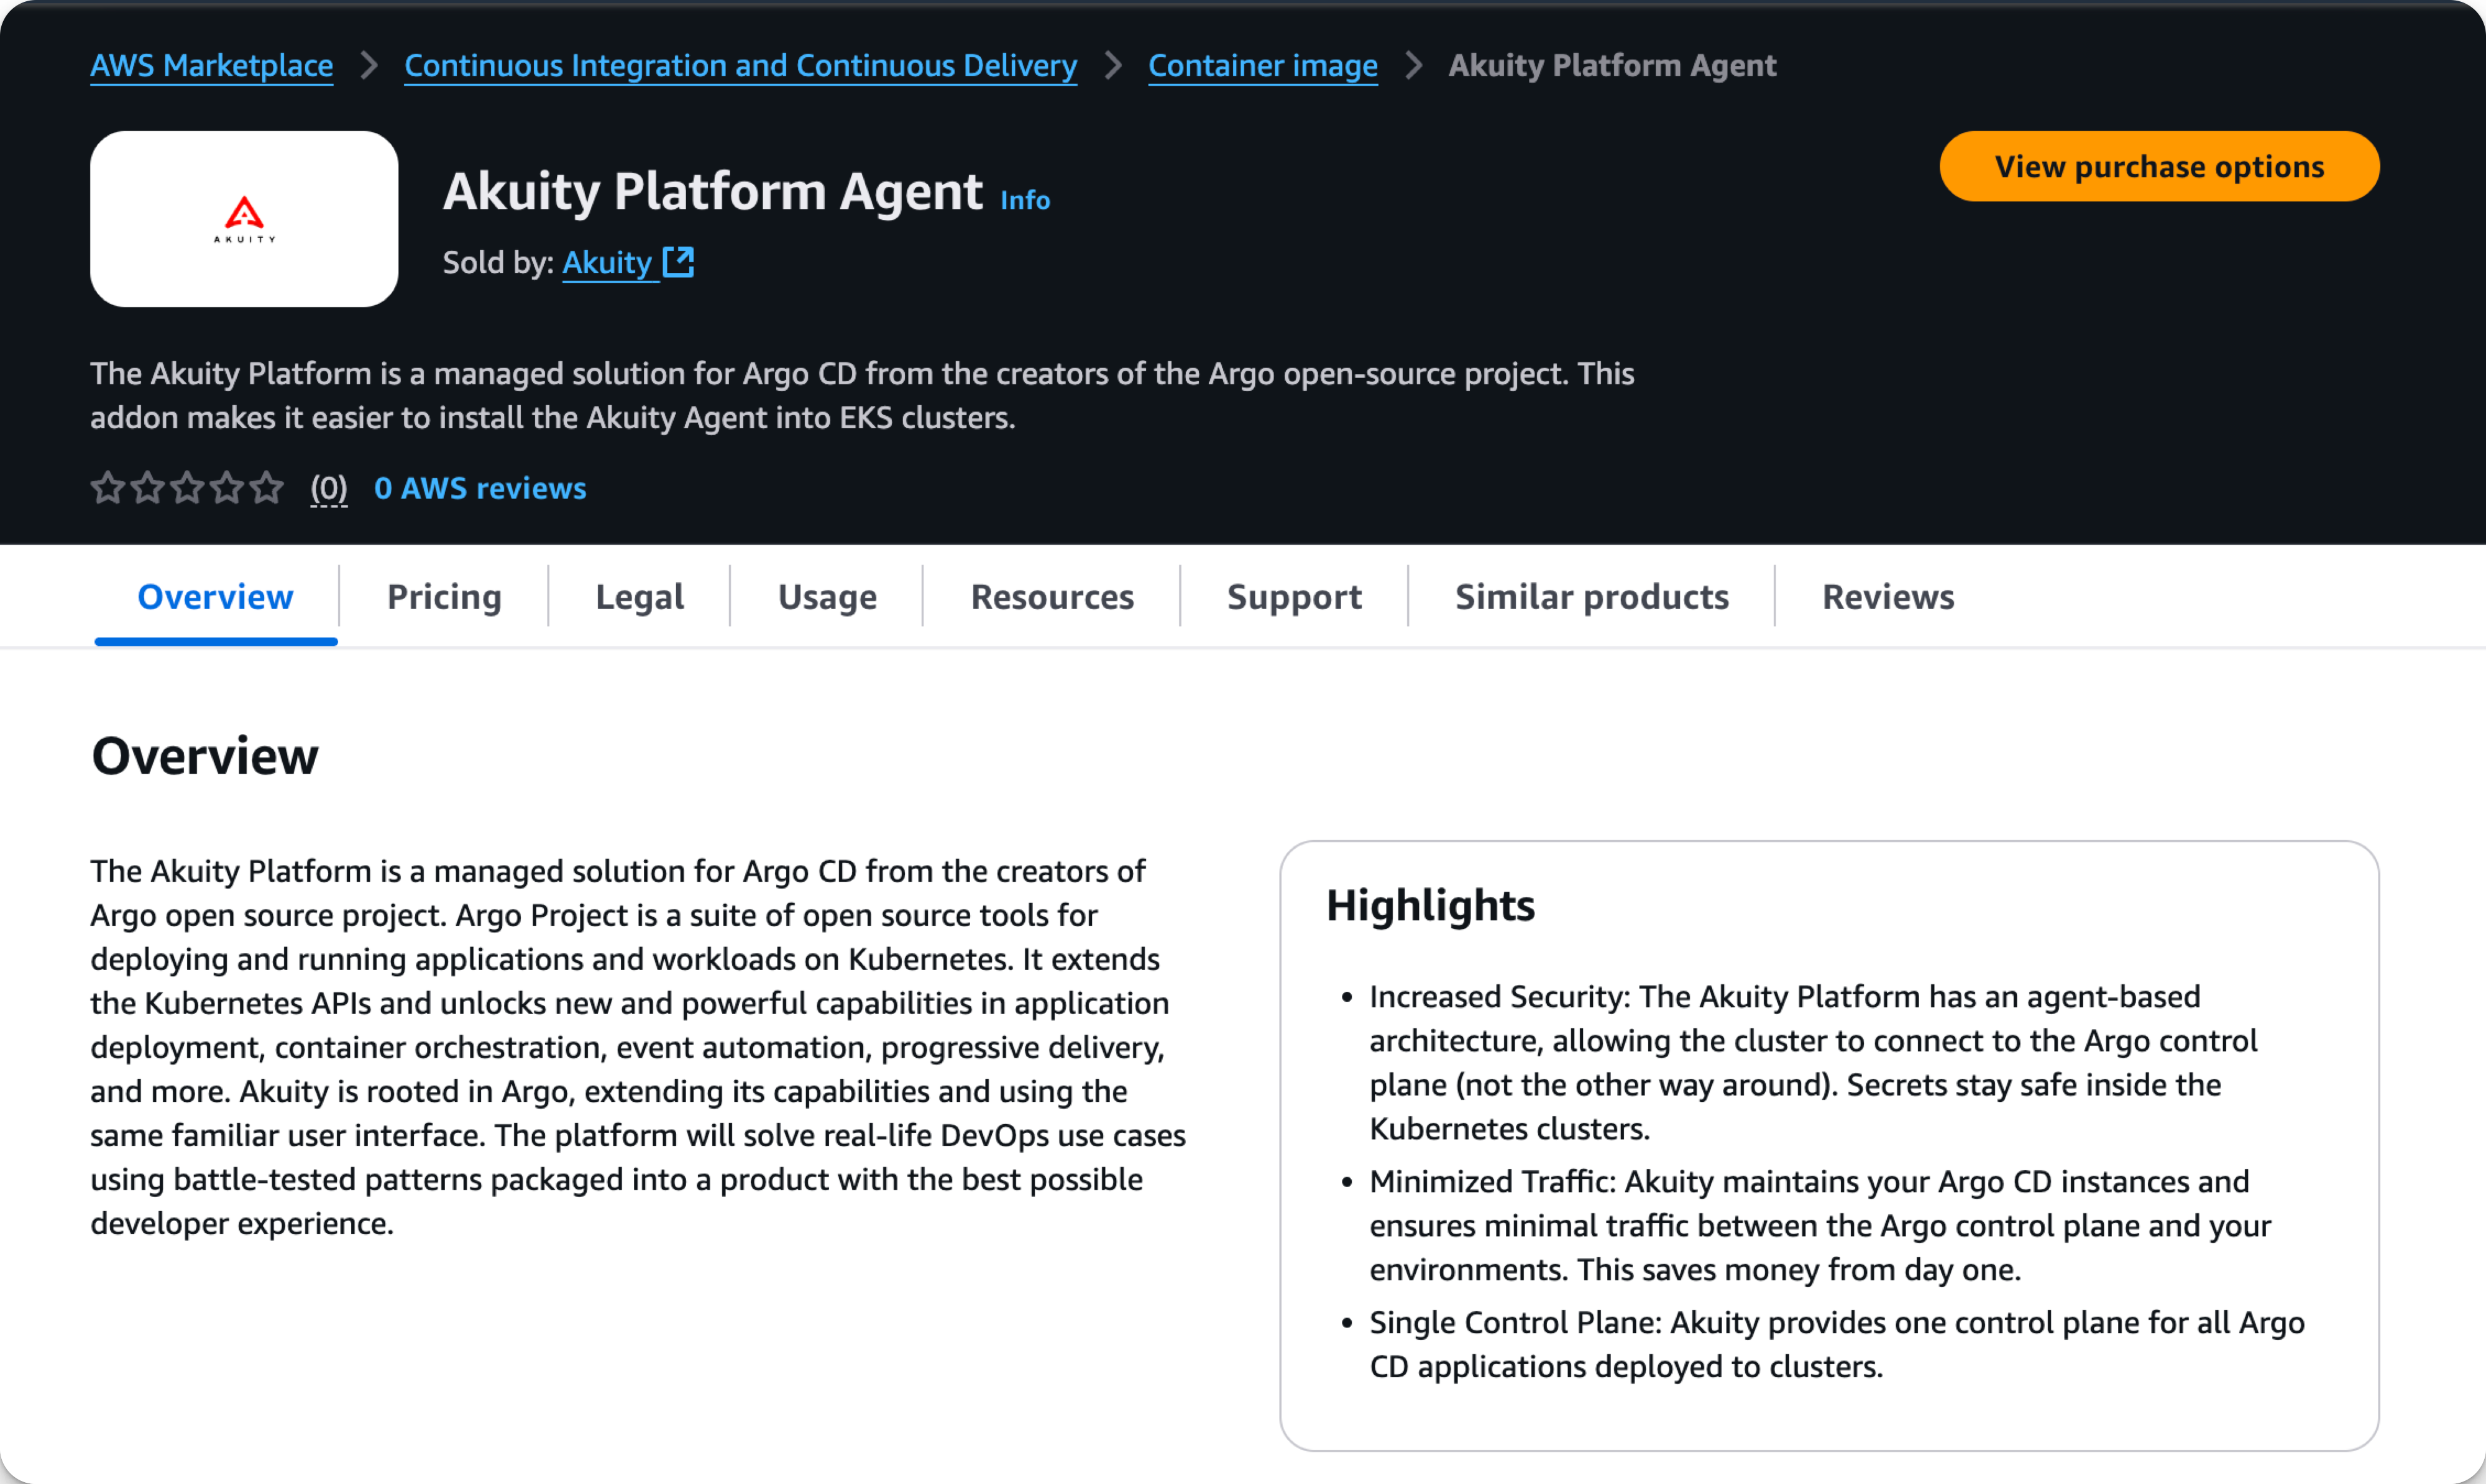 AWS Marketplace > Continuous Integration and Continuous Delivery > Container image > Akuity Platform Agent
AKUITY
Akuity Platform Agent Info
View purchase options
Sold by: Akuity
The Akuity Platform is a managed solution for Argo CD from the creators of the Argo open-source project. This
addon makes it easier to install the Akuity Agent into EKS clusters.
(0) 0 AWS reviews
Overview Pricing Legal Usage Resources Support Similar products Reviews
Overview
The Akuity Platform is a managed solution for Argo CD from the creators of
Argo open source project. Argo Project is a suite of open source tools for
deploying and running applications and workloads on Kubernetes. It extends
the Kubernetes APIs and unlocks new and powerful capabilities in application
deployment, container orchestration, event automation, progressive delivery,
and more. Akuity is rooted in Argo, extending its capabilities and using the
same familiar user interface. The platform will solve real-life DevOps use cases
using battle-tested patterns packaged into a product with the best possible
developer experience.
Highlights
• Increased Security: The Akuity Platform has an agent-based
architecture, allowing the cluster to connect to the Argo control
plane (not the other way around). Secrets stay safe inside the
Kubernetes clusters.
• Minimized Traffic: Akuity maintains your Argo CD instances and
ensures minimal traffic between the Argo control plane and your
environments. This saves money from day one.
• Single Control Plane: Akuity provides one control plane for all Argo
CD applications deployed to clusters.